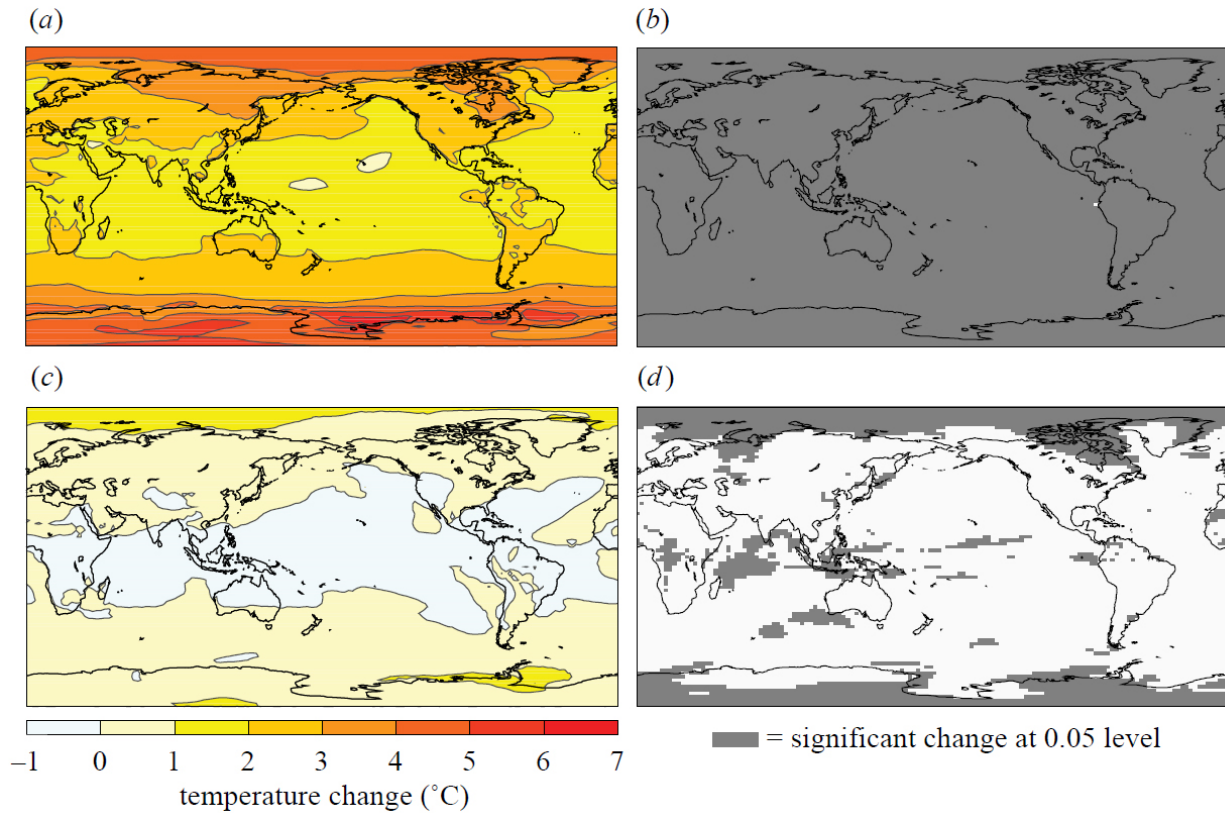 (a)
(b)
(c)
(d)
–1 0 1 2 3 4 5 6 7
temperature change (˚C)
= significant change at 0.05 level